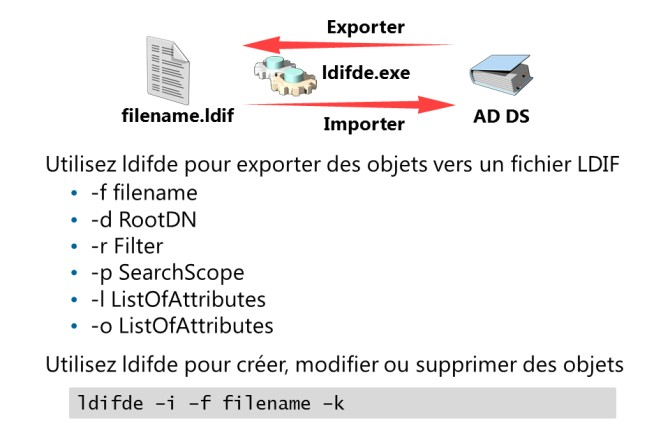 Exporter
ldifde.exe
filename.ldif
AD DS
Importer
Utilisez ldifde pour exporter des objets vers un fichier LDIF
• -f filename
• -d RootDN
• -r Filter
• -p SearchScope
• -l ListOfAttributes
• -o ListOfAttributes
Utilisez ldifde pour créer, modifier ou supprimer des objets
ldifde –i –f filename –k